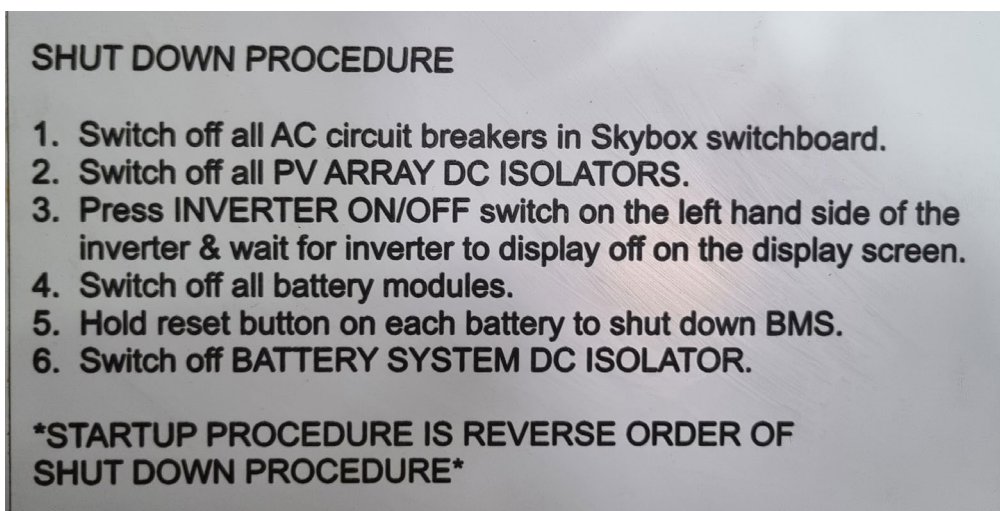 SHUT DOWN PROCEDURE
1. Switch off all AC circuit breakers in Skybox switchboard.
2. Switch off all PV ARRAY DC ISOLATORS.
3. Press INVERTER ON/OFF switch on the left hand side of the
inverter & wait for inverter to display off on the display screen.
4. Switch off all battery modules.
5. Hold reset button on each battery to shut down BMS.
6. Switch off BATTERY SYSTEM DC ISOLATOR.
*STARTUP PROCEDURE IS REVERSE ORDER OF
SHUT DOWN PROCEDURE*